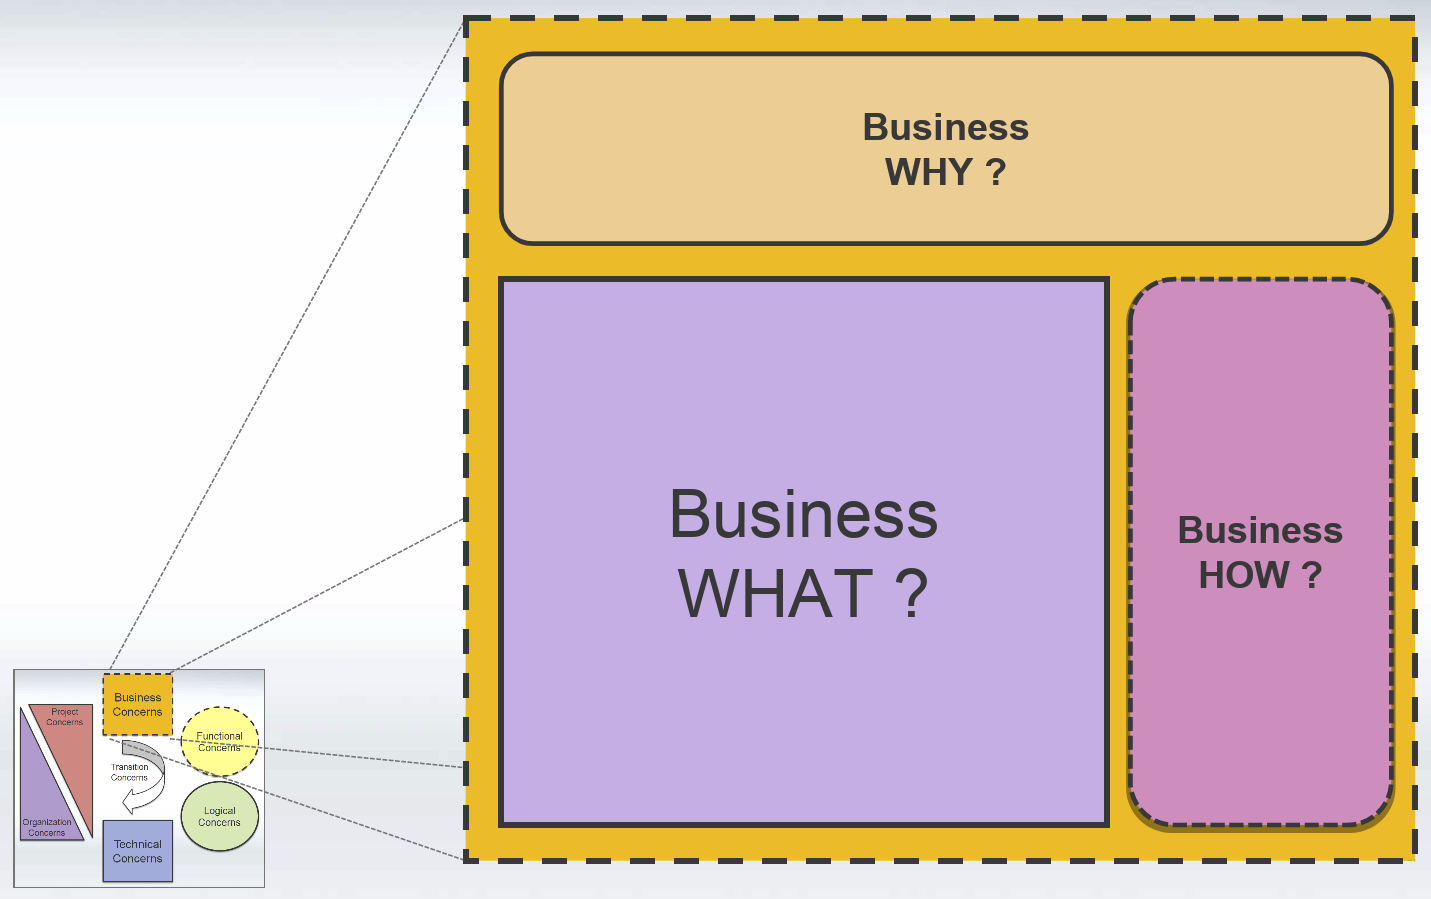 Business
WHY ?
Business
WHAT ?
Business
HOW ?
Business
Concerns
Project
Concerns
Functional
Concerns
Transition
Concerns
Logical
Concerns
Organization
Concerns
Technical
Concerns